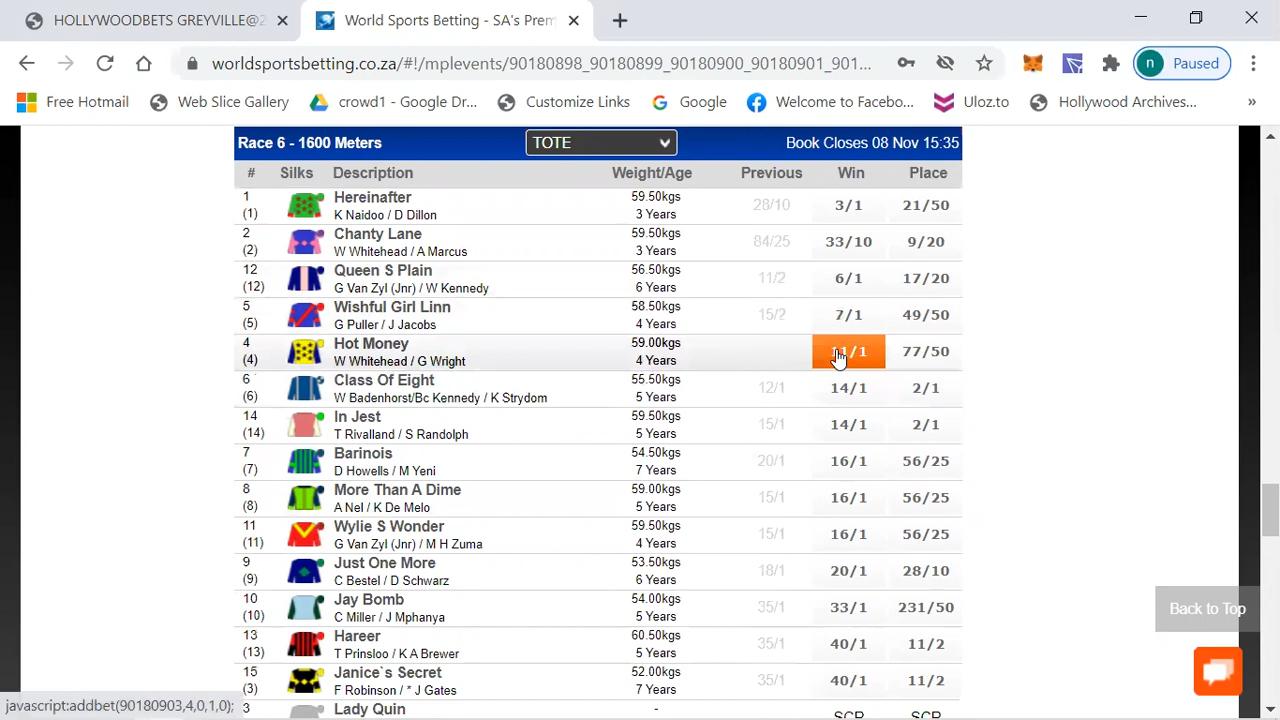 HOLLYWOODBETS GREYVILLE@2
World Sports Betting - SA's Prem
worldsportsbetting.co.za/#!/mplevents/90180898_90180899_90180900_90180901_901...
n Paused
Free Hotmail Web Slice Gallery crowd1 - Google Dr... Customize Links Google Welcome to Faceb... Uloz.to Hollywood Archives... »
Race 6 - 1600 Meters TOTE Book Closes 08 Nov 15:35
# Silks Description Weight/Age Previous Win Place
1 Hereinafter 59.50kgs 28/10 3/1 21/50
(1) K Naidoo / D Dillon 3 Years
2 Chanty Lane 59.50kgs 84/25 33/10 9/20
(2) W Whitehead / A Marcus 3 Years
12 Queen S Plain 56.50kgs 11/2 6/1 17/20
(12) G Van Zyl (Jnr) / W Kennedy 6 Years
5 Wishful Girl Linn 58.50kgs 15/2 7/1 49/50
(5) G Puller / J Jacobs 4 Years
4 Hot Money 59.00kgs 11/1 77/50
(4) W Whitehead / G Wright 4 Years
6 Class Of Eight 55.50kgs 12/1 14/1 2/1
(6) W Badenhorst/Bc Kennedy / K Strydom 5 Years
14 In Jest 59.50kgs 15/1 14/1 2/1
(14) T Rivalland / S Randolph 5 Years
7 Barinois 54.50kgs 20/1 16/1 56/25
(7) D Howells / M Yeni 7 Years
8 More Than A Dime 59.00kgs 15/1 16/1 56/25
(8) A Nel / K De Melo 5 Years
11 Wylie S Wonder 59.50kgs 15/1 16/1 56/25
(11) G Van Zyl (Jnr) / M H Zuma 4 Years
9 Just One More 53.50kgs 18/1 20/1 28/10
(9) C Bestel / D Schwarz 6 Years
10 Jay Bomb 54.00kgs 35/1 33/1 231/50
(10) C Miller / J Mphanya 5 Years
13 Hareer 60.50kgs 35/1 40/1 11/2
(13) T Prinsloo / K A Brewer 5 Years
15 Janice`s Secret 52.00kgs 35/1 40/1 11/2
(3) F Robinson / * J Gates 7 Years
3 Lady Quin - SCR SCR
Back to Top
javascript:addbet(90180903,4,0,1,0);